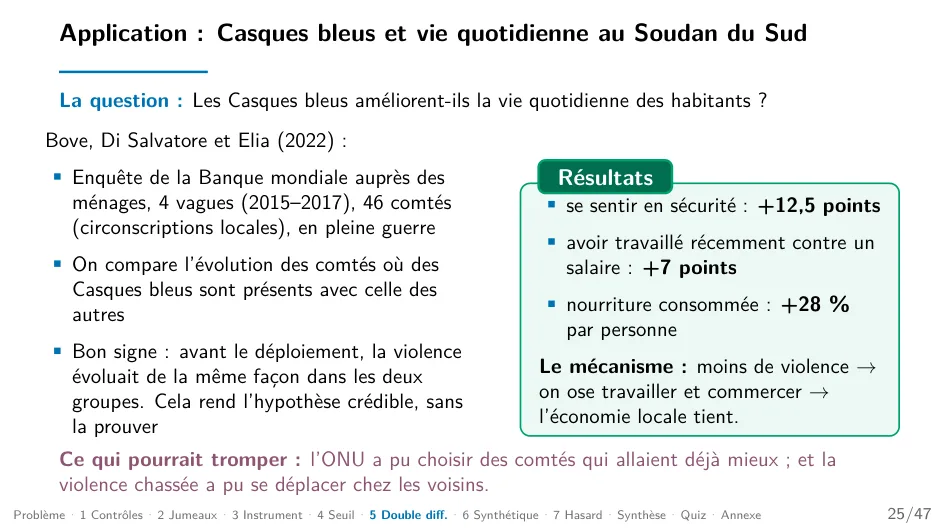 Application : Casques bleus et vie quotidienne au Soudan du Sud
La question : Les Casques bleus améliorent-ils la vie quotidienne des habitants ?
Bove, Di Salvatore et Elia (2022) :
▪ Enquête de la Banque mondiale auprès des
ménages, 4 vagues (2015–2017), 46 comtés
(circonscriptions locales), en pleine guerre
▪ On compare l'évolution des comtés où des
Casques bleus sont présents avec celle des
autres
▪ Bon signe : avant le déploiement, la violence
évoluait de la même façon dans les deux
groupes. Cela rend l'hypothèse crédible, sans
la prouver
Résultats
▪ se sentir en sécurité : +12,5 points
▪ avoir travaillé récemment contre un
salaire : +7 points
▪ nourriture consommée : +28 %
par personne
Le mécanisme : moins de violence →
on ose travailler et commercer →
l'économie locale tient.
Ce qui pourrait tromper : l'ONU a pu choisir des comtés qui allaient déjà mieux ; et la
violence chassée a pu se déplacer chez les voisins.
Problème · 1 Contrôles · 2 Jumeaux · 3 Instrument · 4 Seuil · 5 Double diff. · 6 Synthétique · 7 Hasard · Synthèse · Quiz · Annexe
25/47